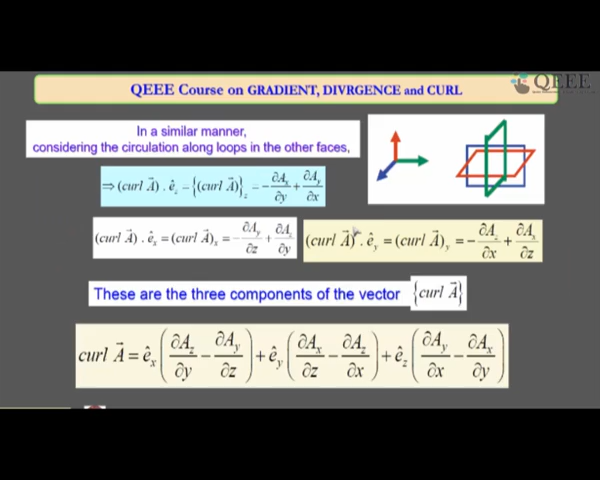 QEEE
QEEE Course on GRADIENT, DIVRGENCE and CURL
In a similar manner,
considering the circulation along loops in the other faces,
⇒ (curl A⃗) . ê_z = {(curl A⃗)}_z = −∂A_x/∂y + ∂A_y/∂x
(curl A⃗) . ê_x = (curl A⃗)_x = −∂A_y/∂z + ∂A_z/∂y
(curl A⃗) . ê_y = (curl A⃗)_y = −∂A_z/∂x + ∂A_x/∂z
These are the three components of the vector {curl A⃗}
curl A⃗ = ê_x (∂A_z/∂y − ∂A_y/∂z) + ê_y (∂A_x/∂z − ∂A_z/∂x) + ê_z (∂A_y/∂x − ∂A_x/∂y)